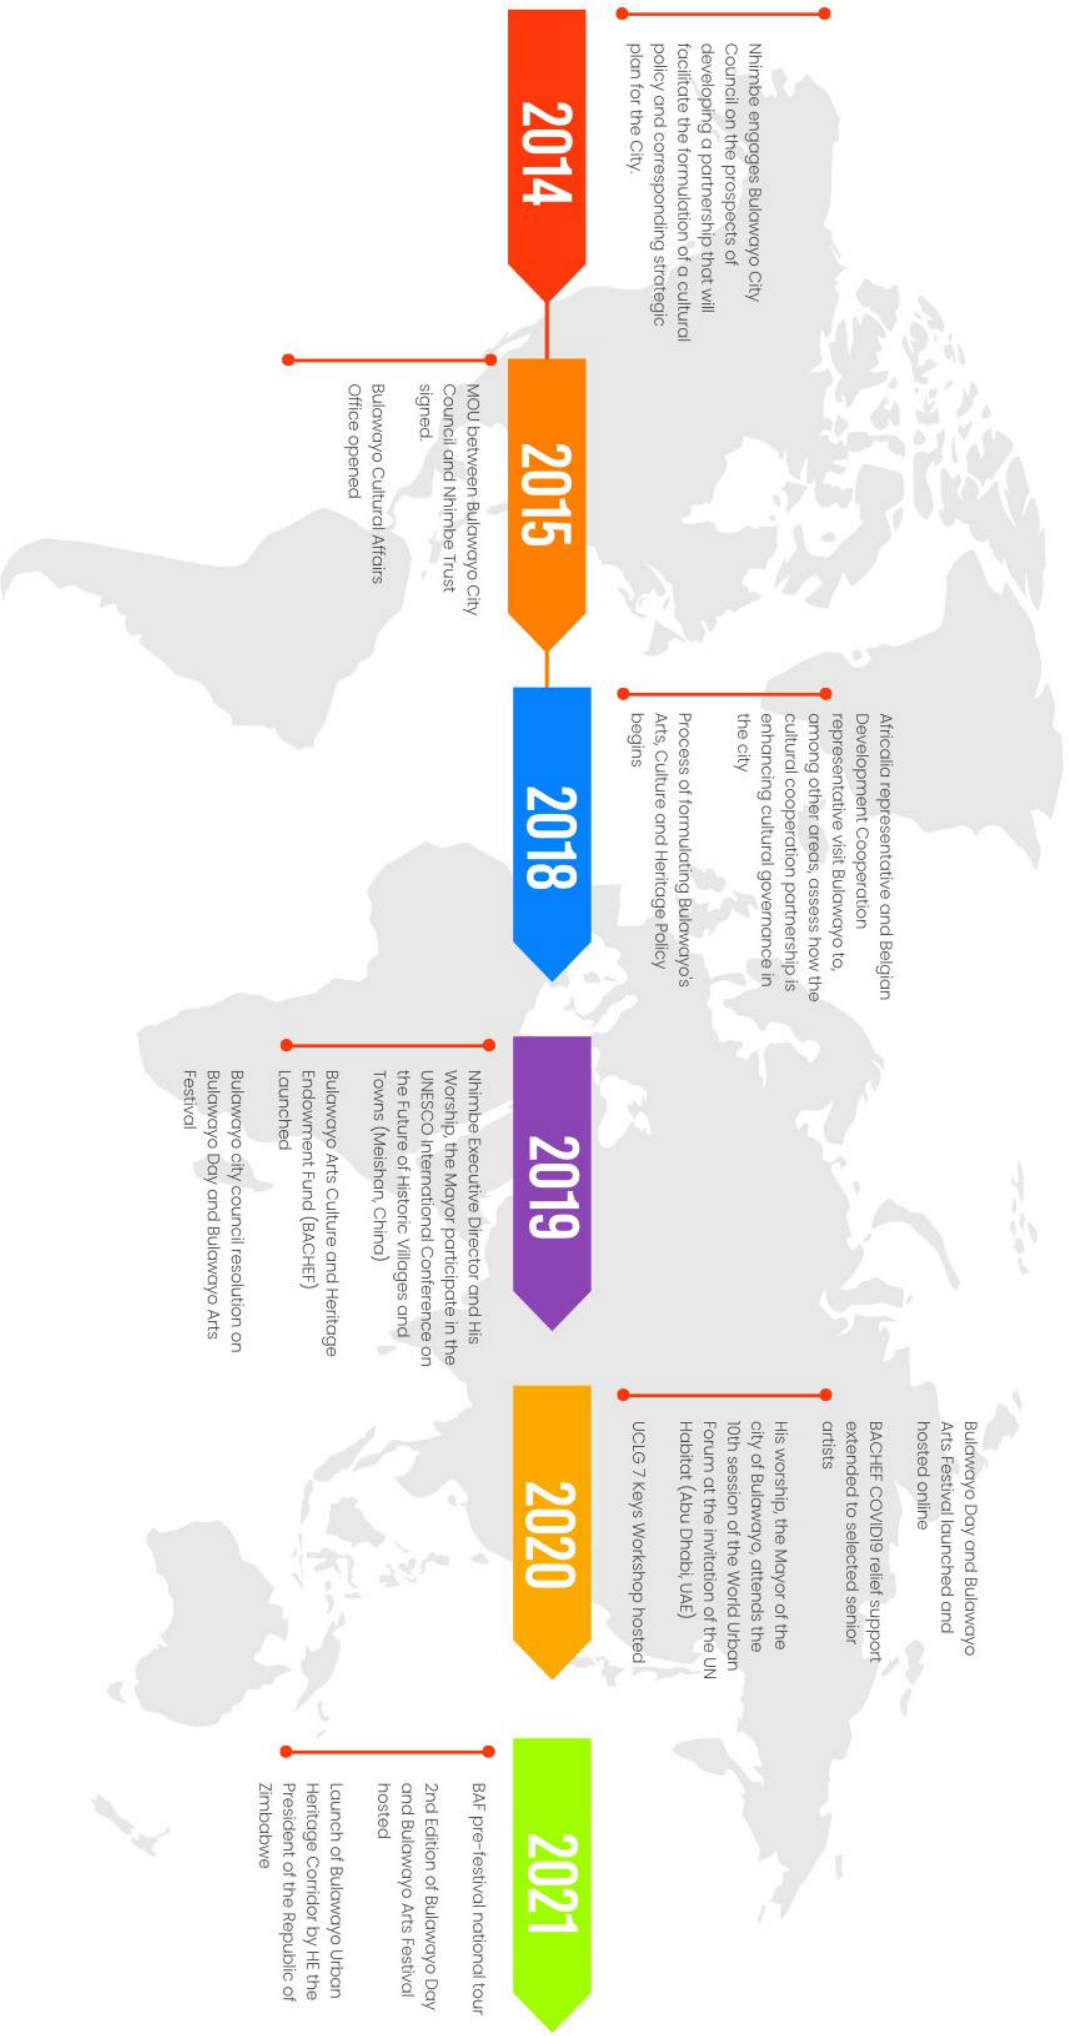 2014
Nhimbe engages Bulawayo City
Council on the prospects of
developing a partnership that will
facilitate the formulation of a cultural
policy and corresponding strategic
plan for the City.
2015
MOU between Bulawayo City
Council and Nhimbe Trust
signed.
Bulawayo Cultural Affairs
Office opened
2018
Africalia representative and Belgian
Development Cooperation
representative visit Bulawayo to,
among other areas, assess how the
cultural cooperation partnership is
enhancing cultural governance in
the city
Process of formulating Bulawayo's
Arts, Culture and Heritage Policy
begins
2019
Nhimbe Executive Director and His
Worship, the Mayor participate in the
UNESCO International Conference on
the Future of Historic Villages and
Towns (Meishan, China)
Bulawayo Arts Culture and Heritage
Endowment Fund (BACHEF)
Launched
Bulawayo city council resolution on
Bulawayo Day and Bulawayo Arts
Festival
2020
Bulawayo Day and Bulawayo
Arts Festival launched and
hosted online
BACHEF COVID19 relief support
extended to selected senior
artists
His worship, the Mayor of the
city of Bulawayo, attends the
10th session of the World Urban
Forum at the invitation of the UN
Habitat (Abu Dhabi, UAE)
UCLG 7 Keys Workshop hosted
2021
BAF pre-festival national tour
2nd Edition of Bulawayo Day
and Bulawayo Arts Festival
hosted
Launch of Bulawayo Urban
Heritage Corridor by HE the
President of the Republic of
Zimbabwe